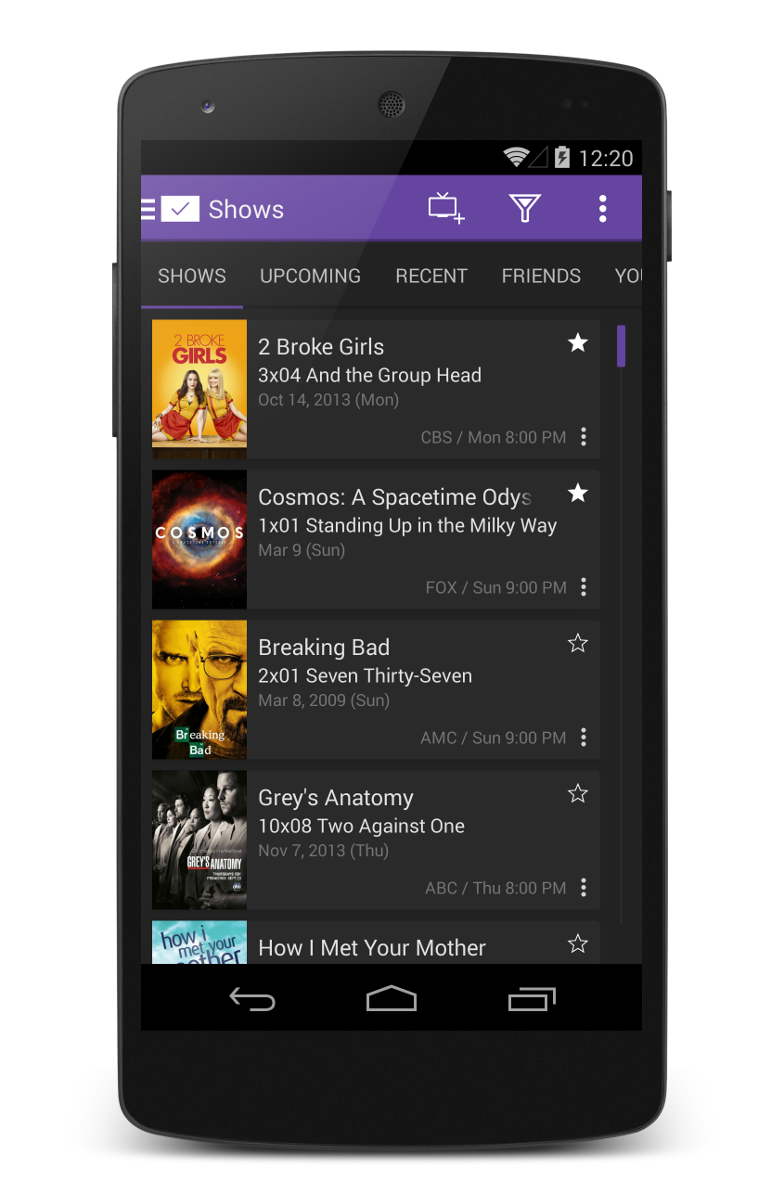 12:20
Shows
SHOWS UPCOMING RECENT FRIENDS YOU
2 BROKE
GIRLS
2 Broke Girls
3x04 And the Group Head
Oct 14, 2013 (Mon)
CBS / Mon 8:00 PM
COSMOS
Cosmos: A Spacetime Odys
1x01 Standing Up in the Milky Way
Mar 9 (Sun)
FOX / Sun 9:00 PM
Breaking
Bad
Breaking Bad
2x01 Seven Thirty-Seven
Mar 8, 2009 (Sun)
AMC / Sun 9:00 PM
GREY'S ANATOMY
Grey's Anatomy
10x08 Two Against One
Nov 7, 2013 (Thu)
ABC / Thu 8:00 PM
how i
met your
mother
How I Met Your Mother